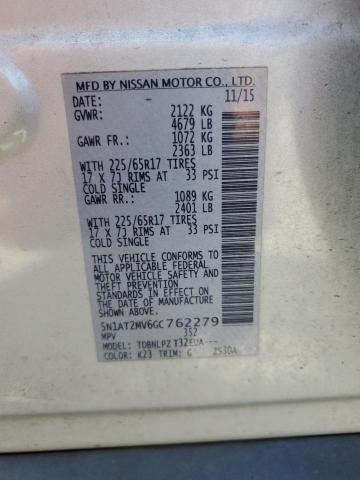 MFD BY NISSAN MOTOR CO., LTD.
DATE: 11/15
GVWR: 2122 KG
4679 LB
GAWR FR.: 1072 KG
2363 LB
WITH 225/65R17 TIRES
17 X 7J RIMS AT 33 PSI
COLD SINGLE
GAWR RR.: 1089 KG
2401 LB
WITH 225/65R17 TIRES
17 X 7J RIMS AT 33 PSI
COLD SINGLE
THIS VEHICLE CONFORMS TO
ALL APPLICABLE FEDERAL
MOTOR VEHICLE SAFETY AND
THEFT PREVENTION
STANDARDS IN EFFECT ON
THE DATE OF MANUFACTURE
SHOWN ABOVE.
5N1AT2MV6GC762279
MPV 352
MODEL: TDBNLPZ T32EUA---
COLOR: K23 TRIM: G 2S30A